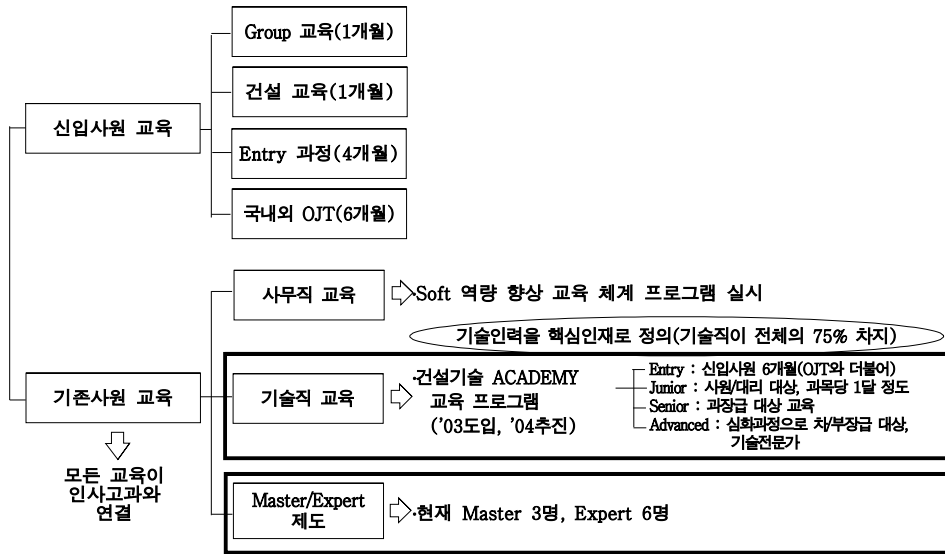 Group 교육(1개월)
건설 교육(1개월)
신입사원 교육
Entry 과정(4개월)
국내외 OJT(6개월)
사무직 교육
·Soft 역량 향상 교육 체계 프로그램 실시
기술인력을 핵심인재로 정의(기술직이 전체의 75% 차지)
기존사원 교육
기술직 교육
·건설기술 ACADEMY
교육 프로그램
('03도입, '04추진)
Entry : 신입사원 6개월(OJT와 더불어)
Junior : 사원/대리 대상, 과목당 1달 정도
Senior : 과장급 대상 교육
Advanced : 심화과정으로 차/부장급 대상,
기술전문가
모든 교육이
인사고과와
연결
Master/Expert
제도
·현재 Master 3명, Expert 6명